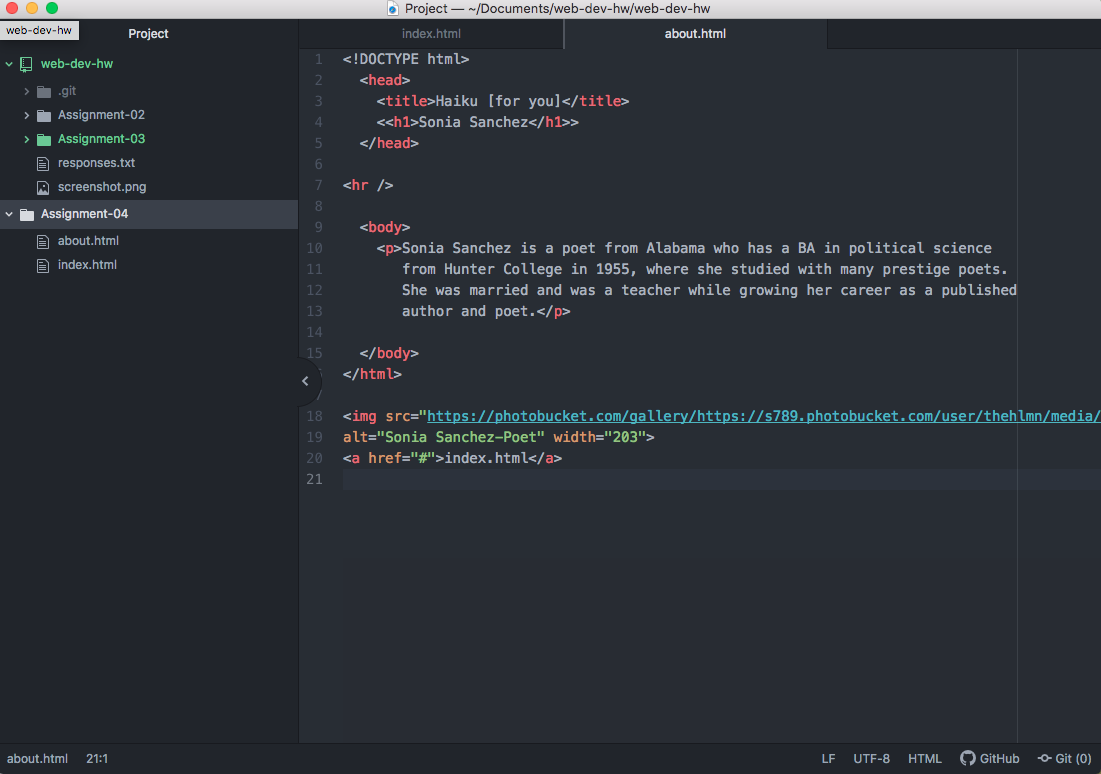 Project — ~/Documents/web-dev-hw/web-dev-hw
web-dev-hw
Project
index.html
about.html
web-dev-hw
.git
Assignment-02
Assignment-03
responses.txt
screenshot.png
Assignment-04
about.html
index.html
1 <!DOCTYPE html>
2 <head>
3 <title>Haiku [for you]</title>
4 <<h1>Sonia Sanchez</h1>>
5 </head>
6
7 <hr />
8
9 <body>
10 <p>Sonia Sanchez is a poet from Alabama who has a BA in political science
11 from Hunter College in 1955, where she studied with many prestige poets.
12 She was married and was a teacher while growing her career as a published
13 author and poet.</p>
14
15 </body>
</html>
18 <img src="https://photobucket.com/gallery/https://s789.photobucket.com/user/thehlmn/media/
19 alt="Sonia Sanchez-Poet" width="203">
20 <a href="#">index.html</a>
21
about.html 21:1
LF UTF-8 HTML GitHub Git (0)